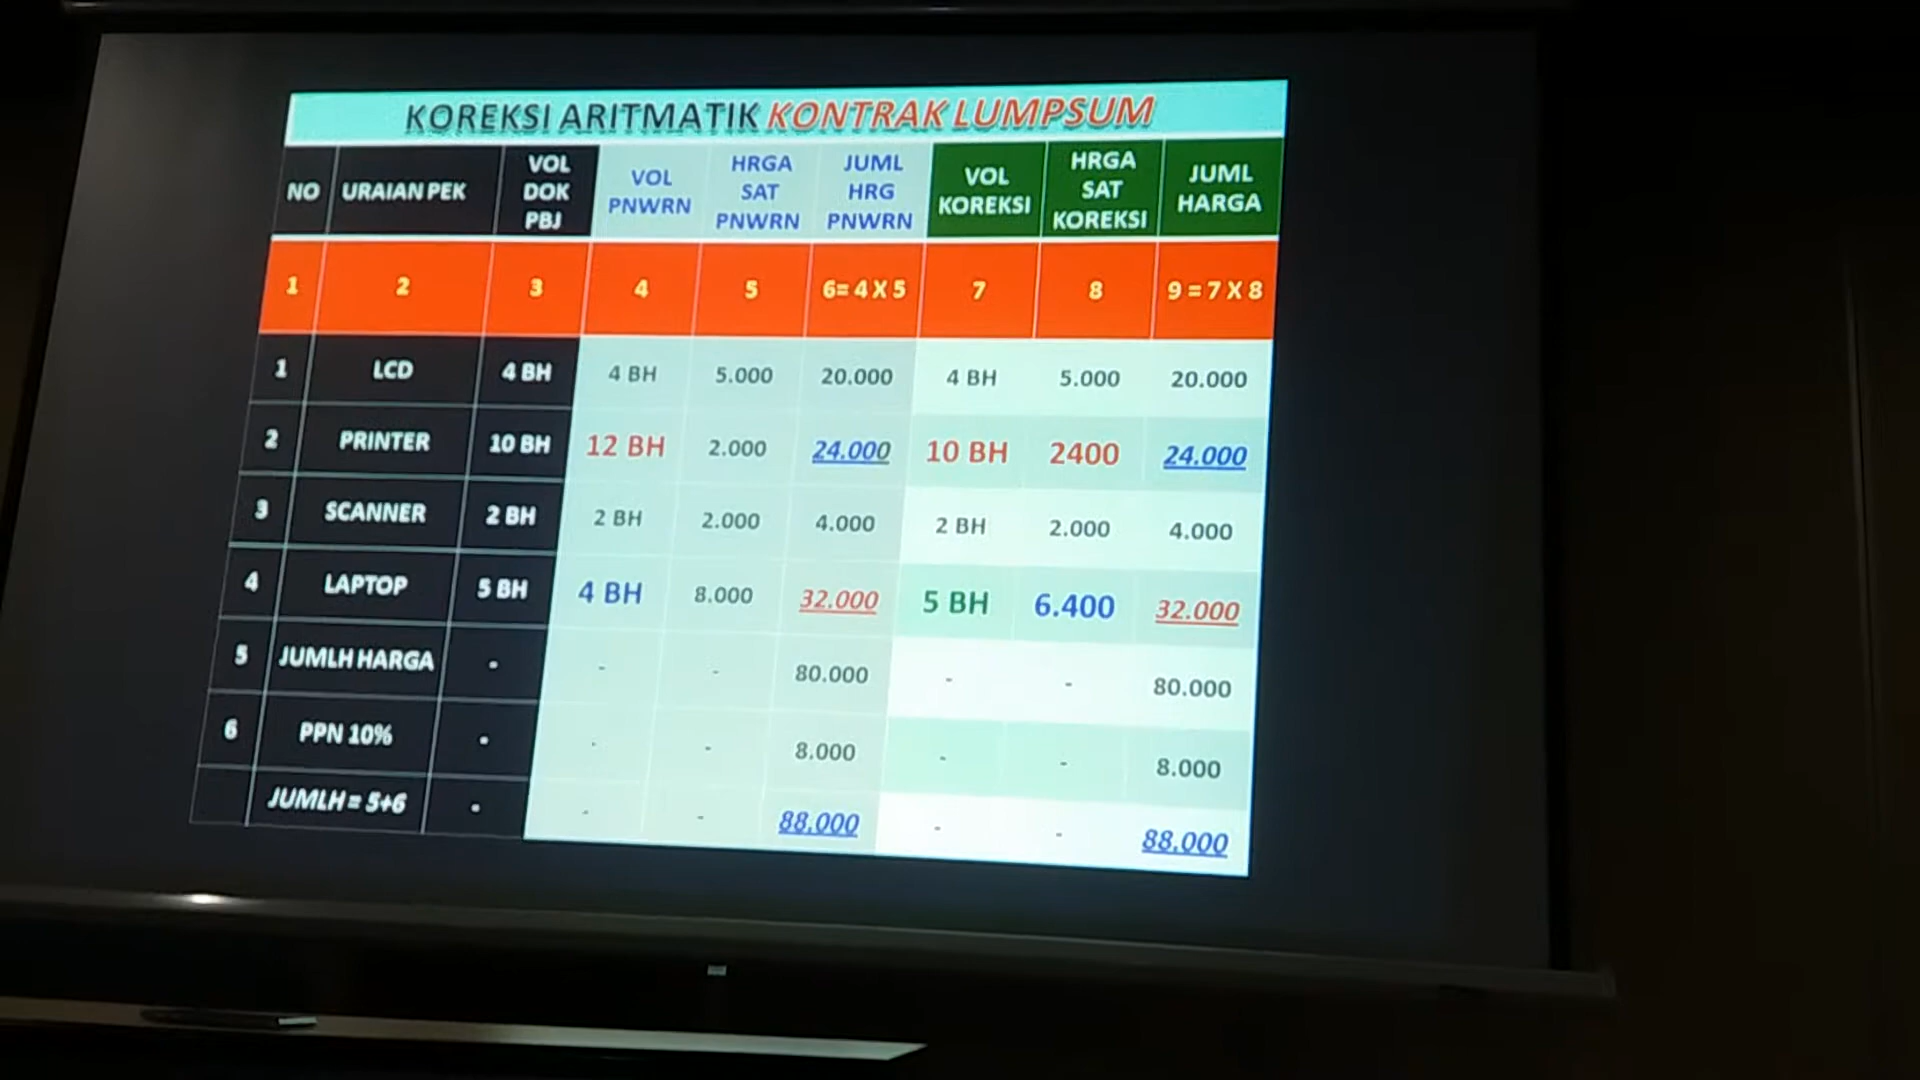 KOREKSI ARITMATIK KONTRAK LUMPSUM
NO URAIAN PEK VOL DOK PBJ VOL PNWRN HRGA SAT PNWRN JUML HRG PNWRN VOL KOREKSI HRGA SAT KOREKSI JUML HARGA
1 2 3 4 5 6= 4 X 5 7 8 9 = 7 X 8
1 LCD 4 BH 4 BH 5.000 20.000 4 BH 5.000 20.000
2 PRINTER 10 BH 12 BH 2.000 24.000 10 BH 2400 24.000
3 SCANNER 2 BH 2 BH 2.000 4.000 2 BH 2.000 4.000
4 LAPTOP 5 BH 4 BH 8.000 32.000 5 BH 6.400 32.000
5 JUMLH HARGA - - - 80.000 - - 80.000
6 PPN 10% - - - 8.000 - - 8.000
JUMLH = 5+6 - - - 88.000 - - 88.000